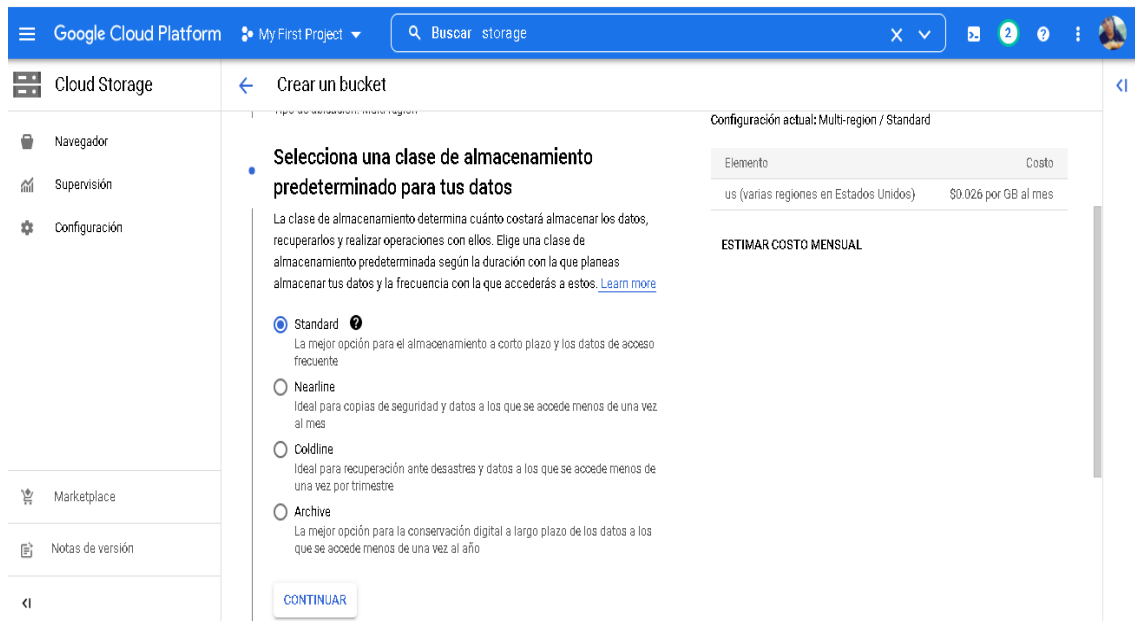 Google Cloud Platform My First Project Buscar storage 2
Cloud Storage
Navegador
Supervisión
Configuración
Marketplace
Notas de versión
Crear un bucket
Tipo de ubicación: Multi-region
Selecciona una clase de almacenamiento
predeterminado para tus datos
La clase de almacenamiento determina cuánto costará almacenar los datos,
recuperarlos y realizar operaciones con ellos. Elige una clase de
almacenamiento predeterminada según la duración con la que planeas
almacenar tus datos y la frecuencia con la que accederás a estos. Learn more
Standard
La mejor opción para el almacenamiento a corto plazo y los datos de acceso
frecuente
Nearline
Ideal para copias de seguridad y datos a los que se accede menos de una vez
al mes
Coldline
Ideal para recuperación ante desastres y datos a los que se accede menos de
una vez por trimestre
Archive
La mejor opción para la conservación digital a largo plazo de los datos a los
que se accede menos de una vez al año
CONTINUAR
Configuración actual: Multi-region / Standard
Elemento Costo
us (varias regiones en Estados Unidos) $0.026 por GB al mes
ESTIMAR COSTO MENSUAL